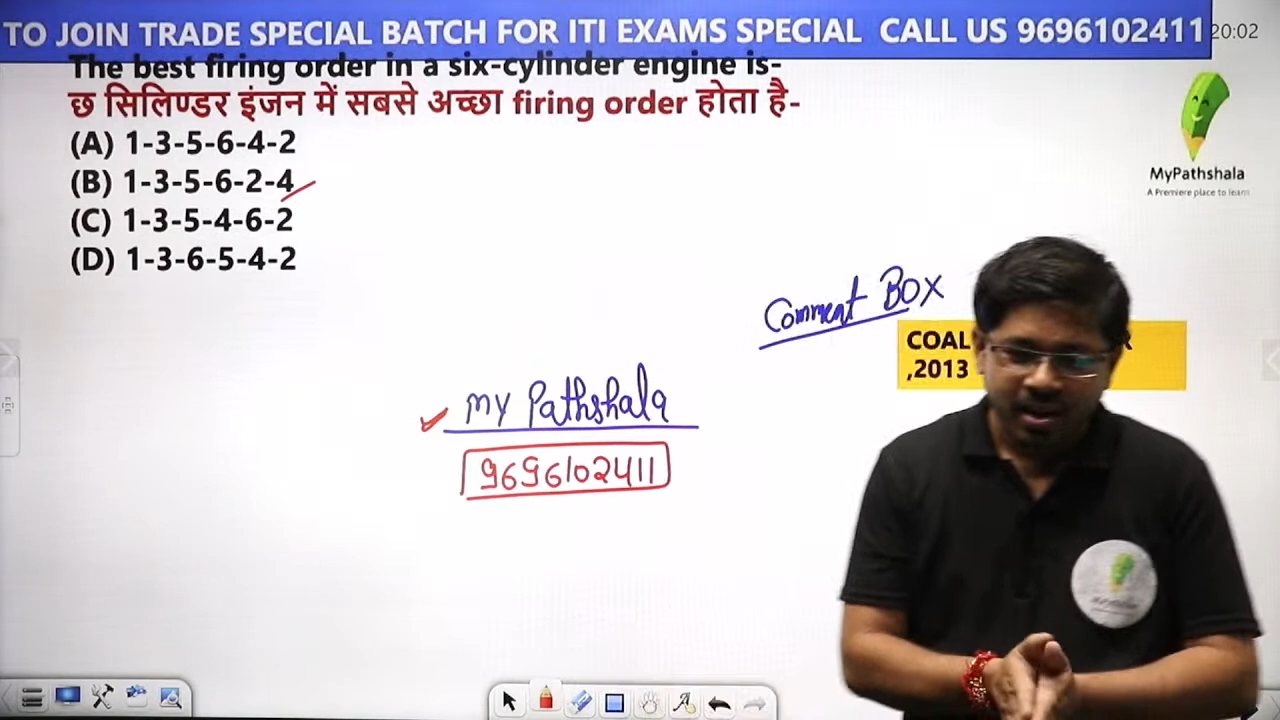 TO JOIN TRADE SPECIAL BATCH FOR ITI EXAMS SPECIAL CALL US 9696102411
20:02
The best firing order in a six-cylinder engine is-
छ सिलिण्डर इंजन में सबसे अच्छा firing order होता है-
(A) 1-3-5-6-4-2
(B) 1-3-5-6-2-4
(C) 1-3-5-4-6-2
(D) 1-3-6-5-4-2
MyPathshala
A Premiere place to learn
Comment BOX
COAL
,2013
my Pathshala
9696102411